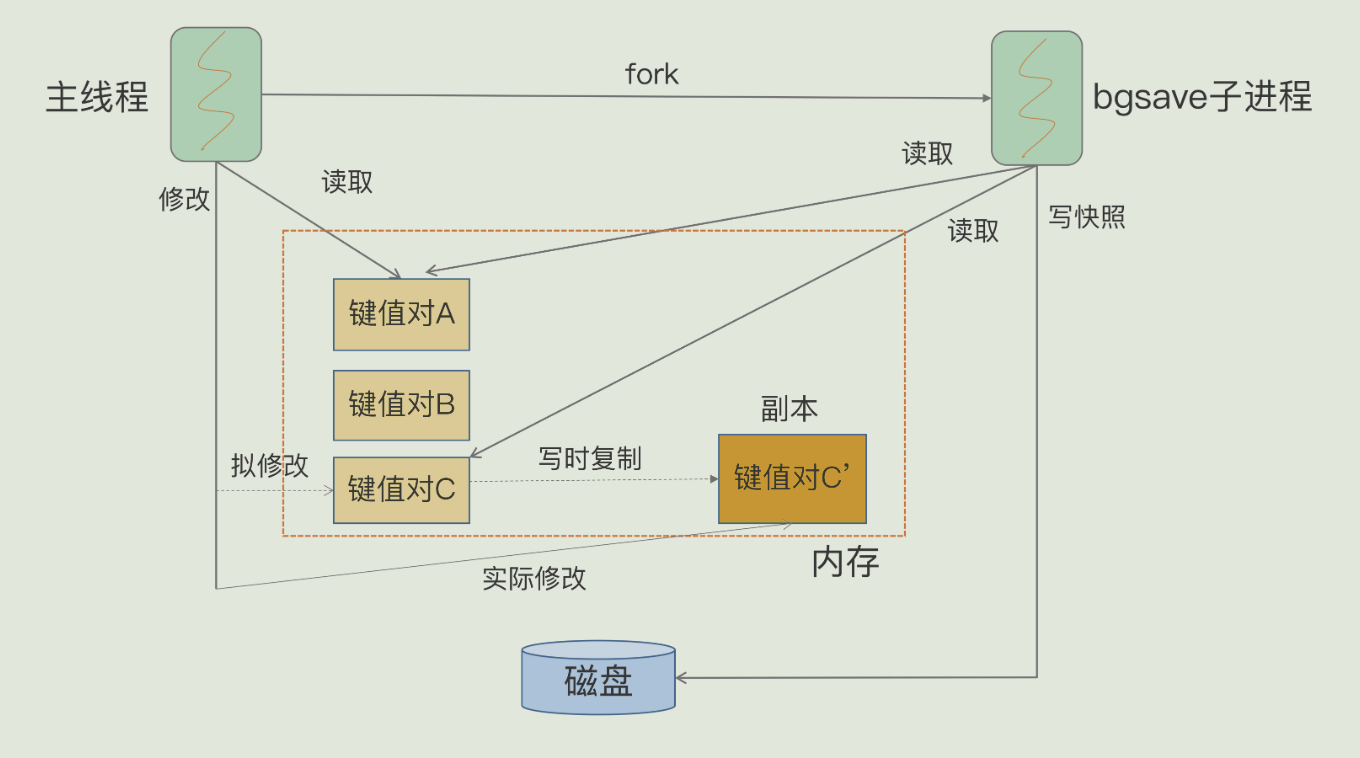 fork
主线程
bgsave子进程
读取
读取
修改
写快照
读取
键值对A
键值对B
副本
拟修改
写时复制
键值对C
键值对C’
内存
实际修改
磁盘